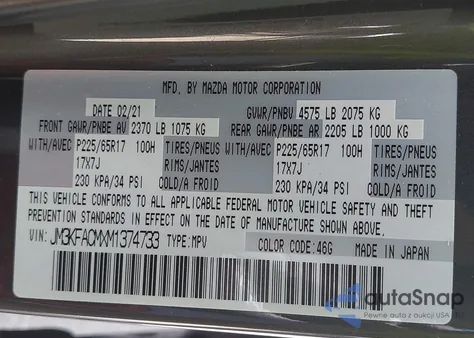 MFD. BY MAZDA MOTOR CORPORATION
DATE 02/21 GVWR/PNBV 4575 LB 2075 KG
FRONT GAWR/PNBE AV 2370 LB 1075 KG REAR GAWR/PNBE AR 2205 LB 1000 KG
WITH/AVEC P225/65R17 100H TIRES/PNEUS WITH/AVEC P225/65R17 100H TIRES/PNEUS
17X7J RIMS/JANTES 17X7J RIMS/JANTES
230 KPA/34 PSI COLD/A FROID 230 KPA/34 PSI COLD/A FROID
THIS VEHICLE CONFORMS TO ALL APPLICABLE FEDERAL MOTOR VEHICLE SAFETY AND THEFT
PREVENTION STANDARDS IN EFFECT ON THE DATE OF MANUFACTURE SHOWN ABOVE.
VIN: JM3KFACMXM1374733 TYPE: MPV COLOR CODE: 46G MADE IN JAPAN
autoSnap
Pewne auto z aukcji USA